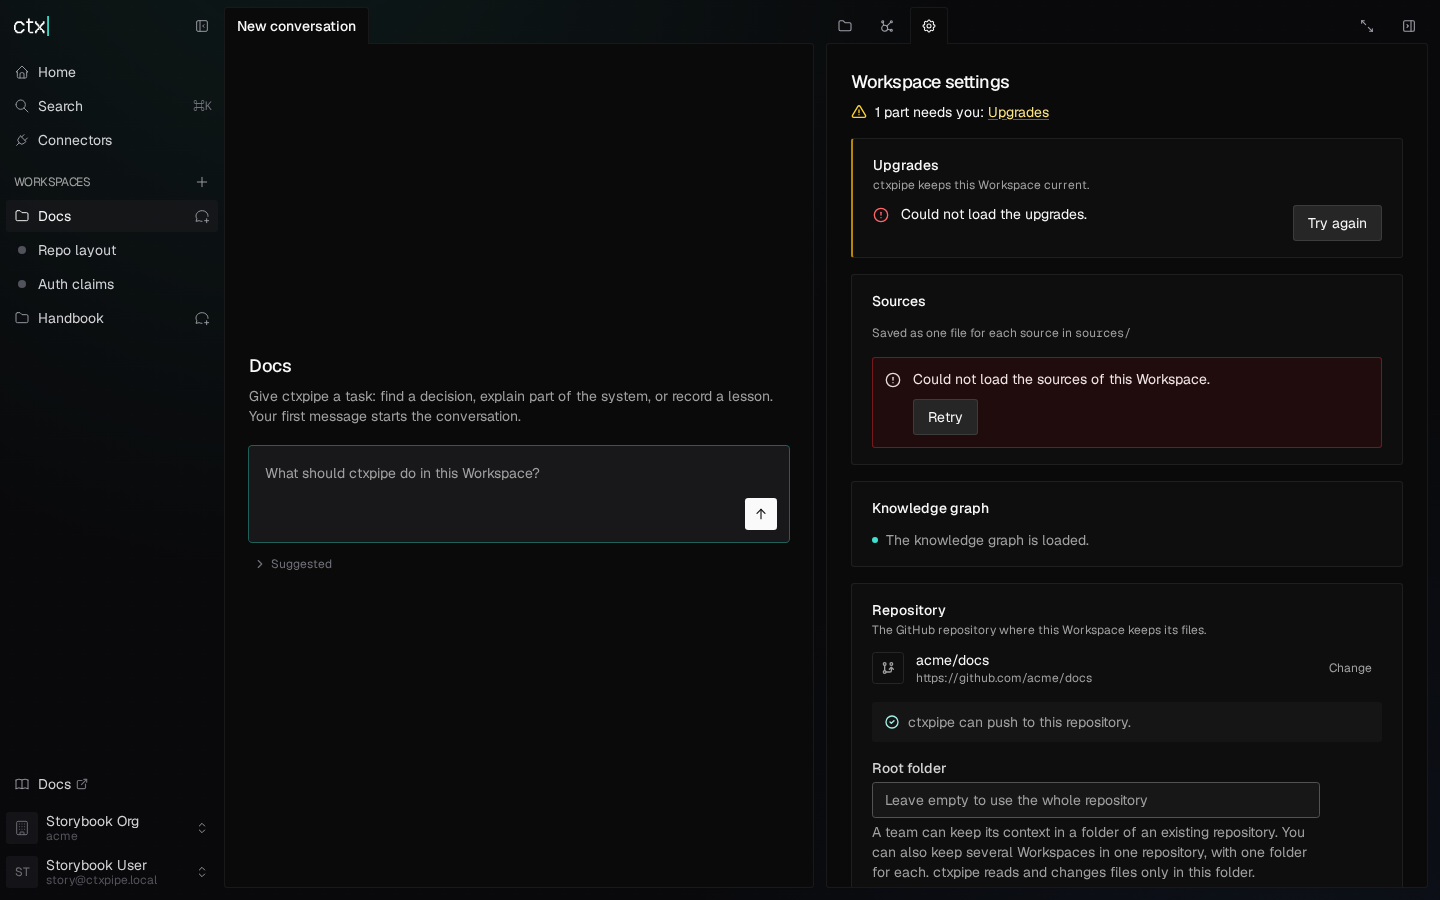 ctx
Home
Search ⌘K
Connectors
WORKSPACES
Docs
Repo layout
Auth claims
Handbook
Docs
Storybook Org
acme
ST
Storybook User
story@ctxpipe.local
New conversation
Docs
Give ctxpipe a task: find a decision, explain part of the system, or record a lesson.
Your first message starts the conversation.
What should ctxpipe do in this Workspace?
Suggested
Workspace settings
1 part needs you: Upgrades
Upgrades
ctxpipe keeps this Workspace current.
Could not load the upgrades.
Try again
Sources
Saved as one file for each source in sources/
Could not load the sources of this Workspace.
Retry
Knowledge graph
The knowledge graph is loaded.
Repository
The GitHub repository where this Workspace keeps its files.
acme/docs
https://github.com/acme/docs
Change
ctxpipe can push to this repository.
Root folder
Leave empty to use the whole repository
A team can keep its context in a folder of an existing repository. You
can also keep several Workspaces in one repository, with one folder
for each. ctxpipe reads and changes files only in this folder.